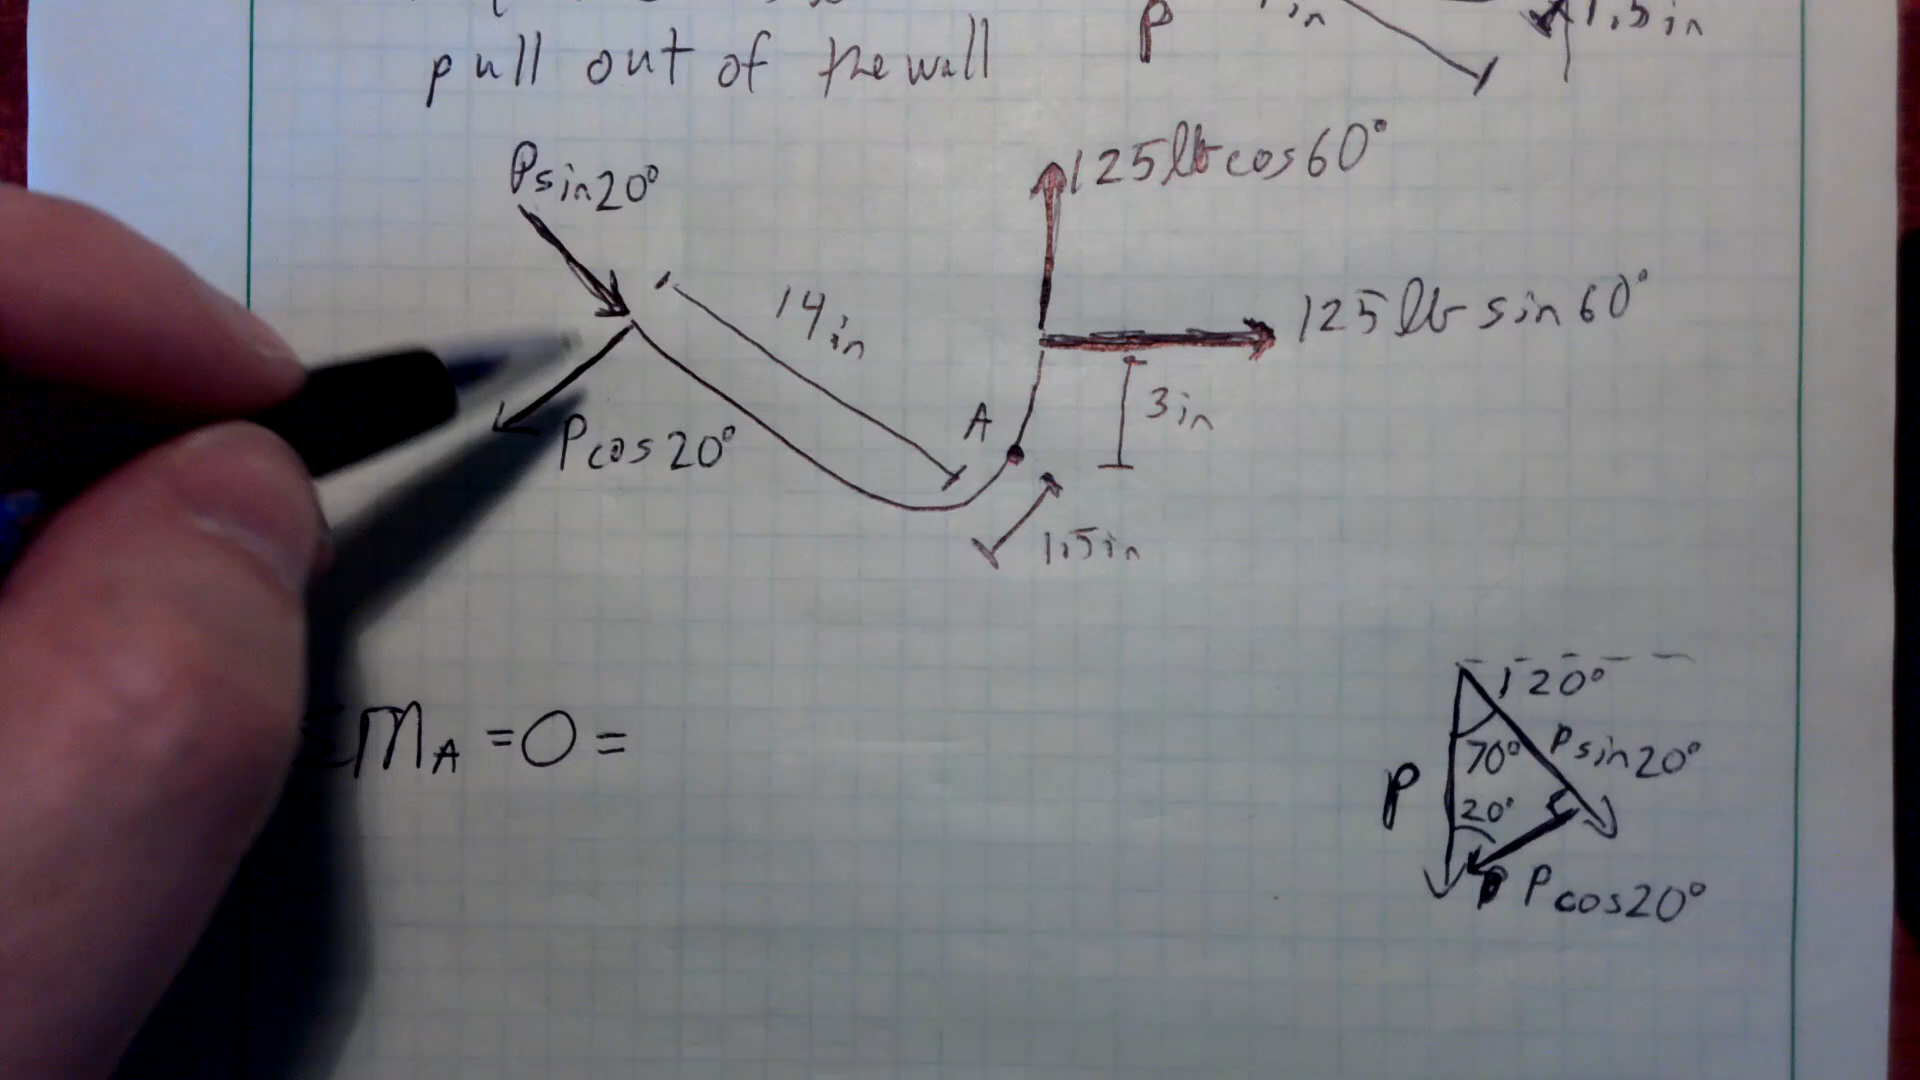 P
in
1.5in
pull out of the wall
Psin20°
125lb cos60°
14in
125lb sin60°
3in
A
Pcos20°
1.5in
ΣMA =0=
20°
70°
Psin20°
P
20°
Pcos20°